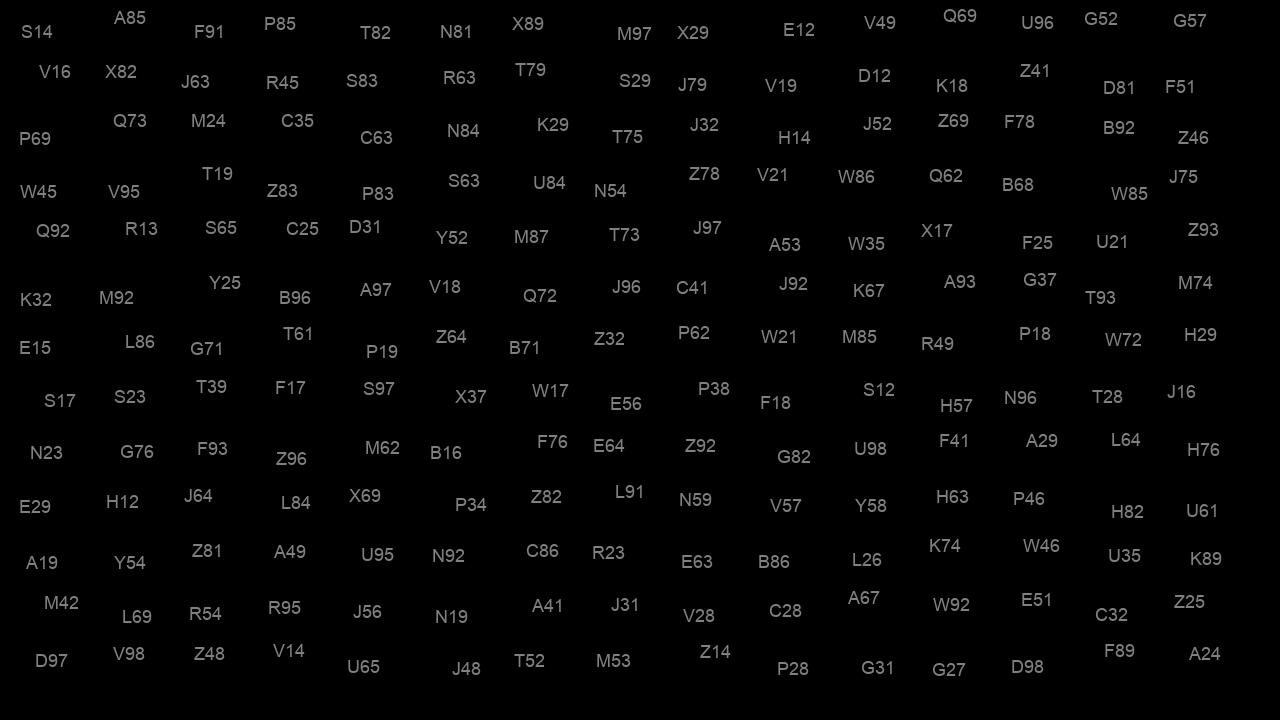 S14 A85 F91 P85 T82 N81 X89 M97 X29 E12 V49 Q69 U96 G52 G57
V16 X82 J63 R45 S83 R63 T79 S29 J79 V19 D12 K18 Z41 D81 F51
P69 Q73 M24 C35 C63 N84 K29 T75 J32 H14 J52 Z69 F78 B92 Z46
W45 V95 T19 Z83 P83 S63 U84 N54 Z78 V21 W86 Q62 B68 W85 J75
Q92 R13 S65 C25 D31 Y52 M87 T73 J97 A53 W35 X17 F25 U21 Z93
K32 M92 Y25 B96 A97 V18 Q72 J96 C41 J92 K67 A93 G37 T93 M74
E15 L86 G71 T61 P19 Z64 B71 Z32 P62 W21 M85 R49 P18 W72 H29
S17 S23 T39 F17 S97 X37 W17 E56 P38 F18 S12 H57 N96 T28 J16
N23 G76 F93 Z96 M62 B16 F76 E64 Z92 G82 U98 F41 A29 L64 H76
E29 H12 J64 L84 X69 P34 Z82 L91 N59 V57 Y58 H63 P46 H82 U61
A19 Y54 Z81 A49 U95 N92 C86 R23 E63 B86 L26 K74 W46 U35 K89
M42 L69 R54 R95 J56 N19 A41 J31 V28 C28 A67 W92 E51 C32 Z25
D97 V98 Z48 V14 U65 J48 T52 M53 Z14 P28 G31 G27 D98 F89 A24